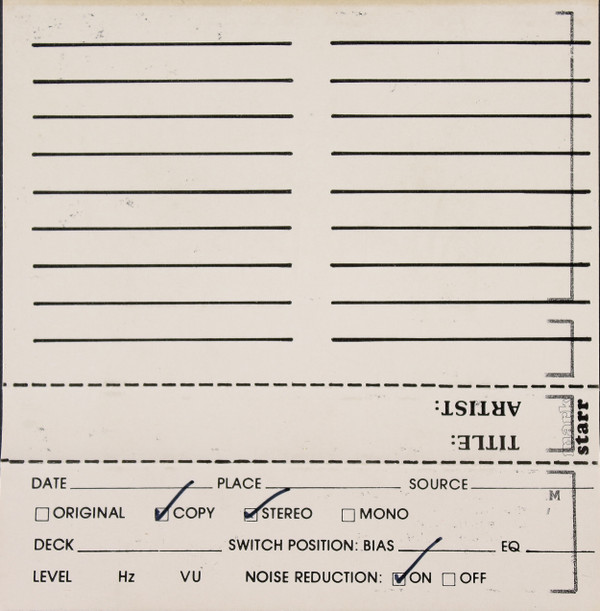 ARTIST:
TITLE:
mark
starr
DATE PLACE SOURCE
M
☐ ORIGINAL ☑ COPY ☑ STEREO ☐ MONO
DECK SWITCH POSITION: BIAS EQ
LEVEL Hz VU NOISE REDUCTION: ☑ ON ☐ OFF